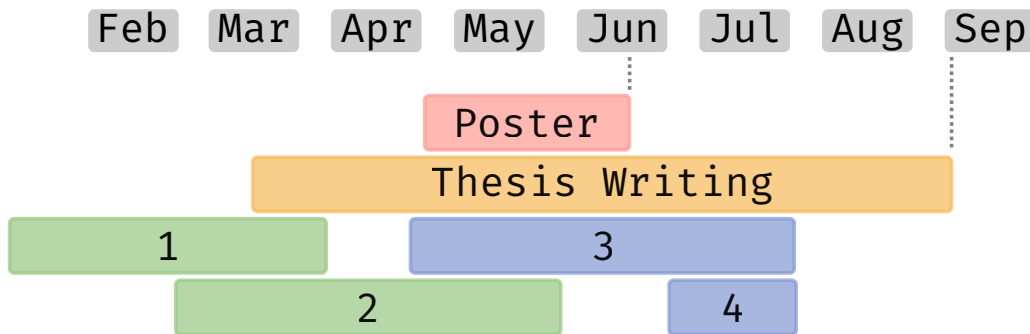 Feb Mar Apr May Jun Jul Aug Sep
Poster
Thesis Writing
1 3
2 4